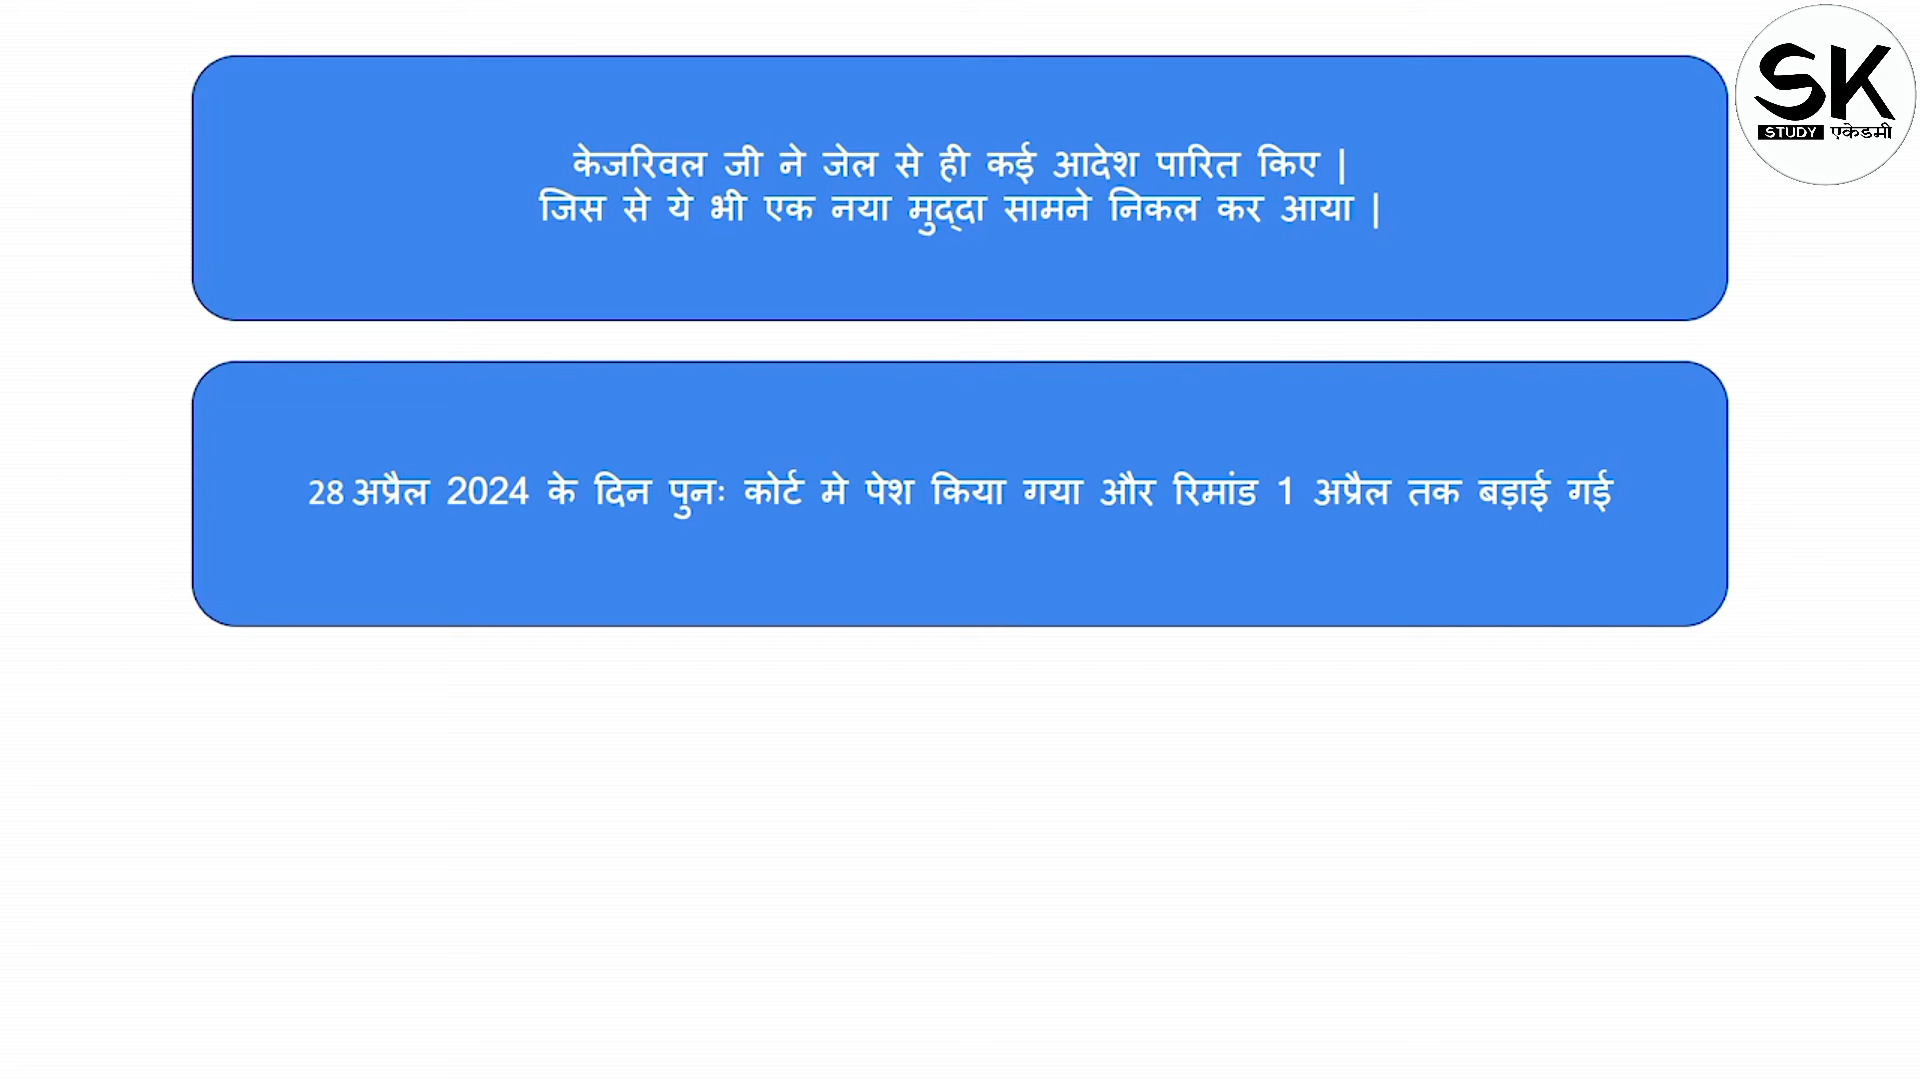 SK
STUDY एकेडमी
केजरिवल जी ने जेल से ही कई आदेश पारित किए |
जिस से ये भी एक नया मुद्‌दा सामने निकल कर आया |
28 अप्रैल 2024 के दिन पुनः कोर्ट मे पेश किया गया और रिमांड 1 अप्रैल तक बड़ाई गई